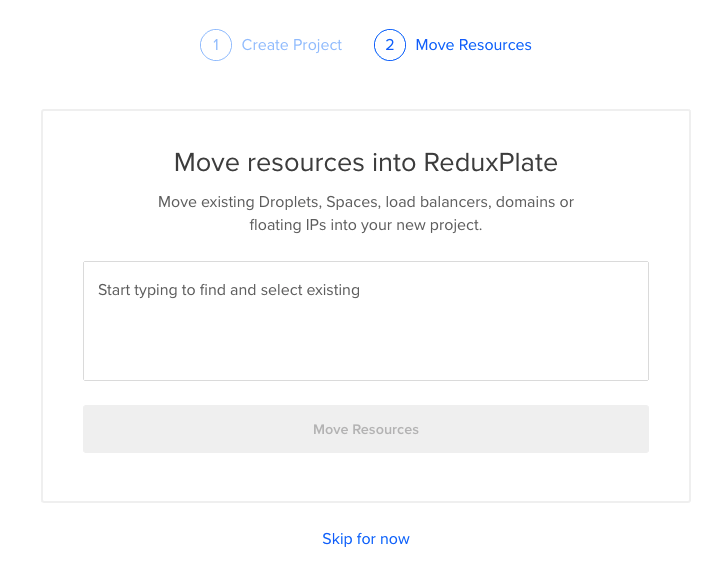 1 Create Project 2 Move Resources
Move resources into ReduxPlate
Move existing Droplets, Spaces, load balancers, domains or
floating IPs into your new project.
Start typing to find and select existing
Move Resources
Skip for now